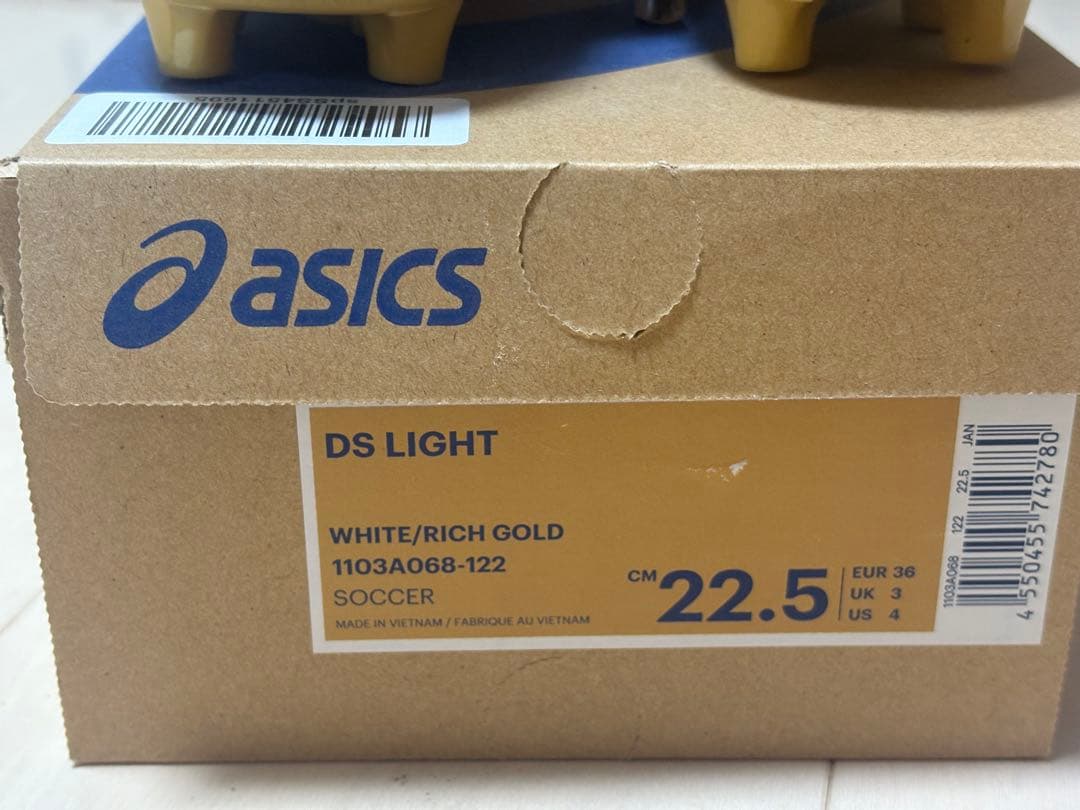 asics
DS LIGHT
WHITE/RICH GOLD
1103A068-122
SOCCER
MADE IN VIETNAM / FABRIQUE AU VIETNAM
CM 22.5
EUR 36
UK 3
US 4
1103A068 122 22.5 JAN
4 550455 742780